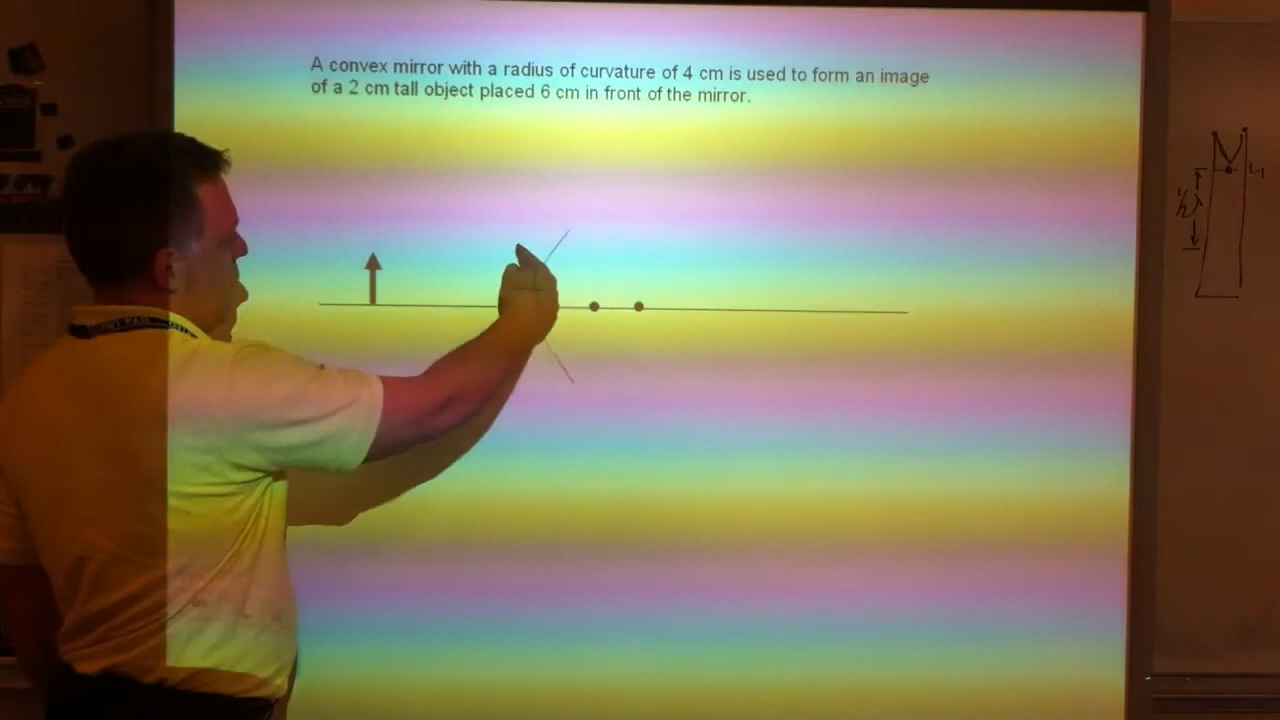 A convex mirror with a radius of curvature of 4 cm is used to form an image
of a 2 cm tall object placed 6 cm in front of the mirror.